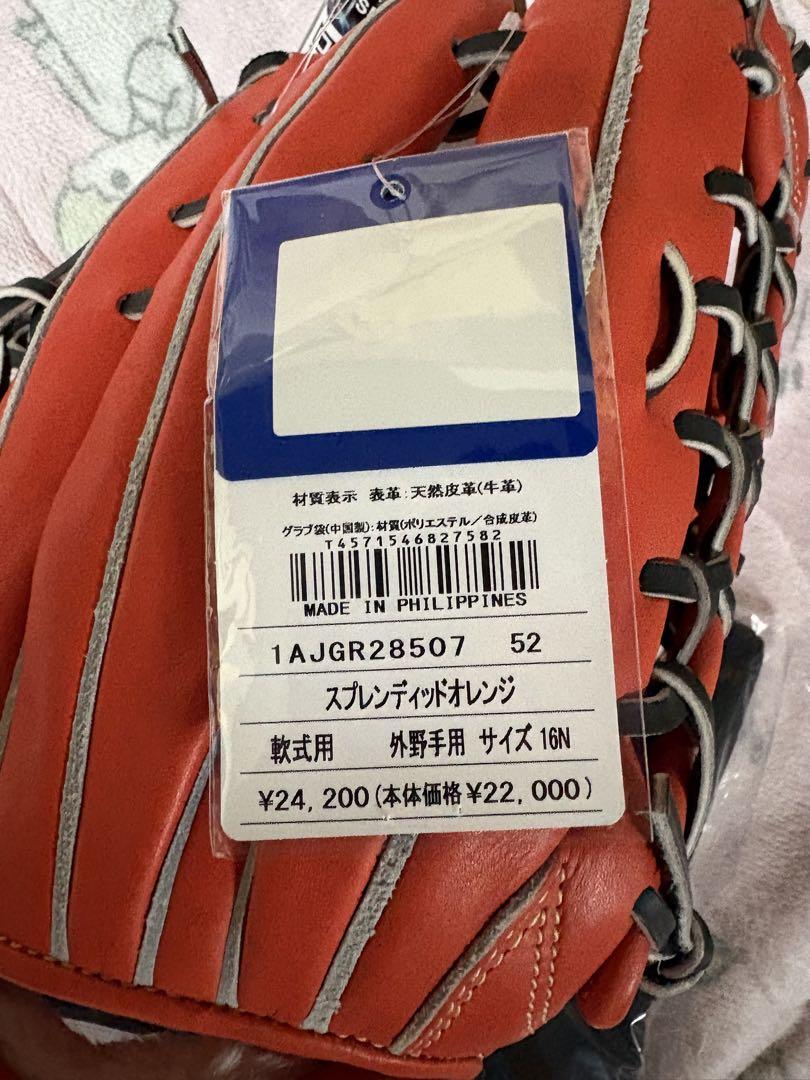 材質表示 表革:天然皮革(牛革)
グラブ袋(中国製):材質(ポリエステル/合成皮革)
T4571546827582
MADE IN PHILIPPINES
1AJGR28507 52
スプレンディッドオレンジ
軟式用 外野手用 サイズ16N
¥24,200(本体価格¥22,000)